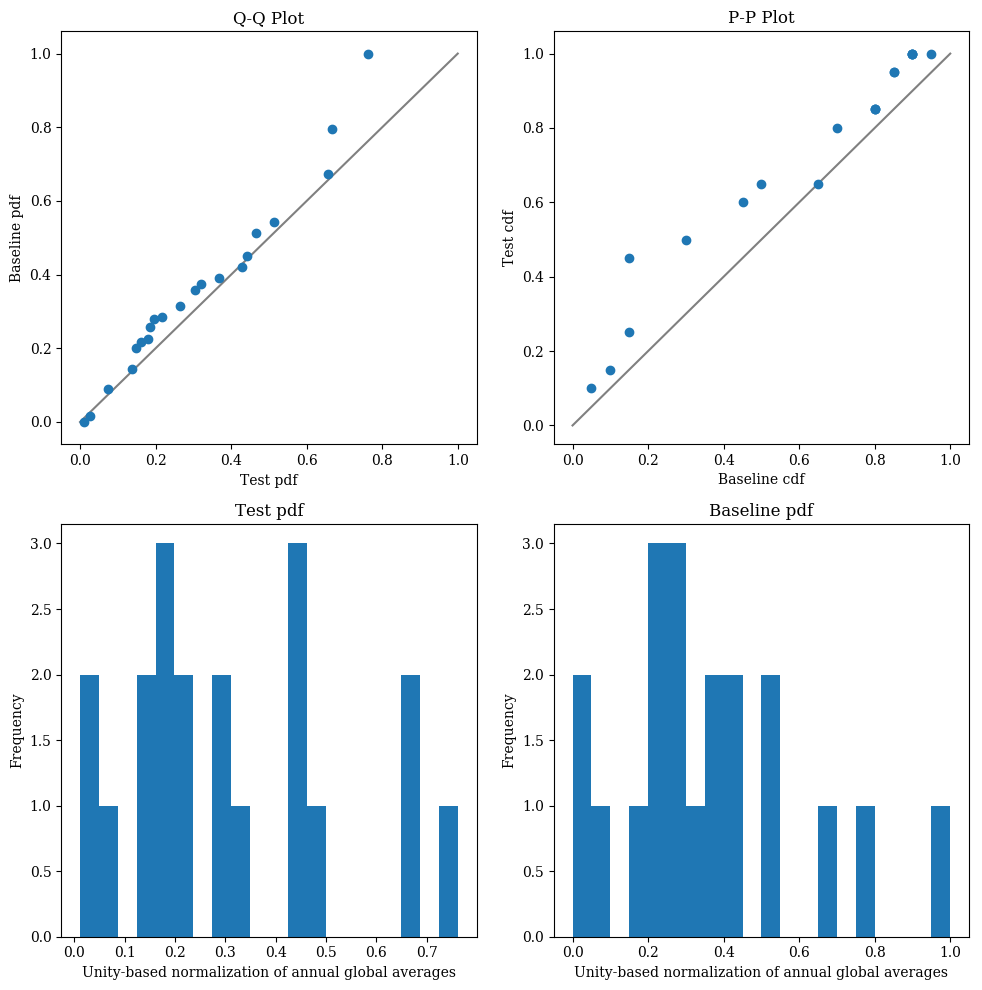 Q-Q Plot
1.0
0.8
0.6
0.4
0.2
0.0
Baseline pdf
0.0 0.2 0.4 0.6 0.8 1.0
Test pdf
P-P Plot
1.0
0.8
0.6
0.4
0.2
0.0
Test cdf
0.0 0.2 0.4 0.6 0.8 1.0
Baseline cdf
Test pdf
3.0
2.5
2.0
1.5
1.0
0.5
0.0
Frequency
0.0 0.1 0.2 0.3 0.4 0.5 0.6 0.7
Unity-based normalization of annual global averages
Baseline pdf
3.0
2.5
2.0
1.5
1.0
0.5
0.0
Frequency
0.0 0.2 0.4 0.6 0.8 1.0
Unity-based normalization of annual global averages